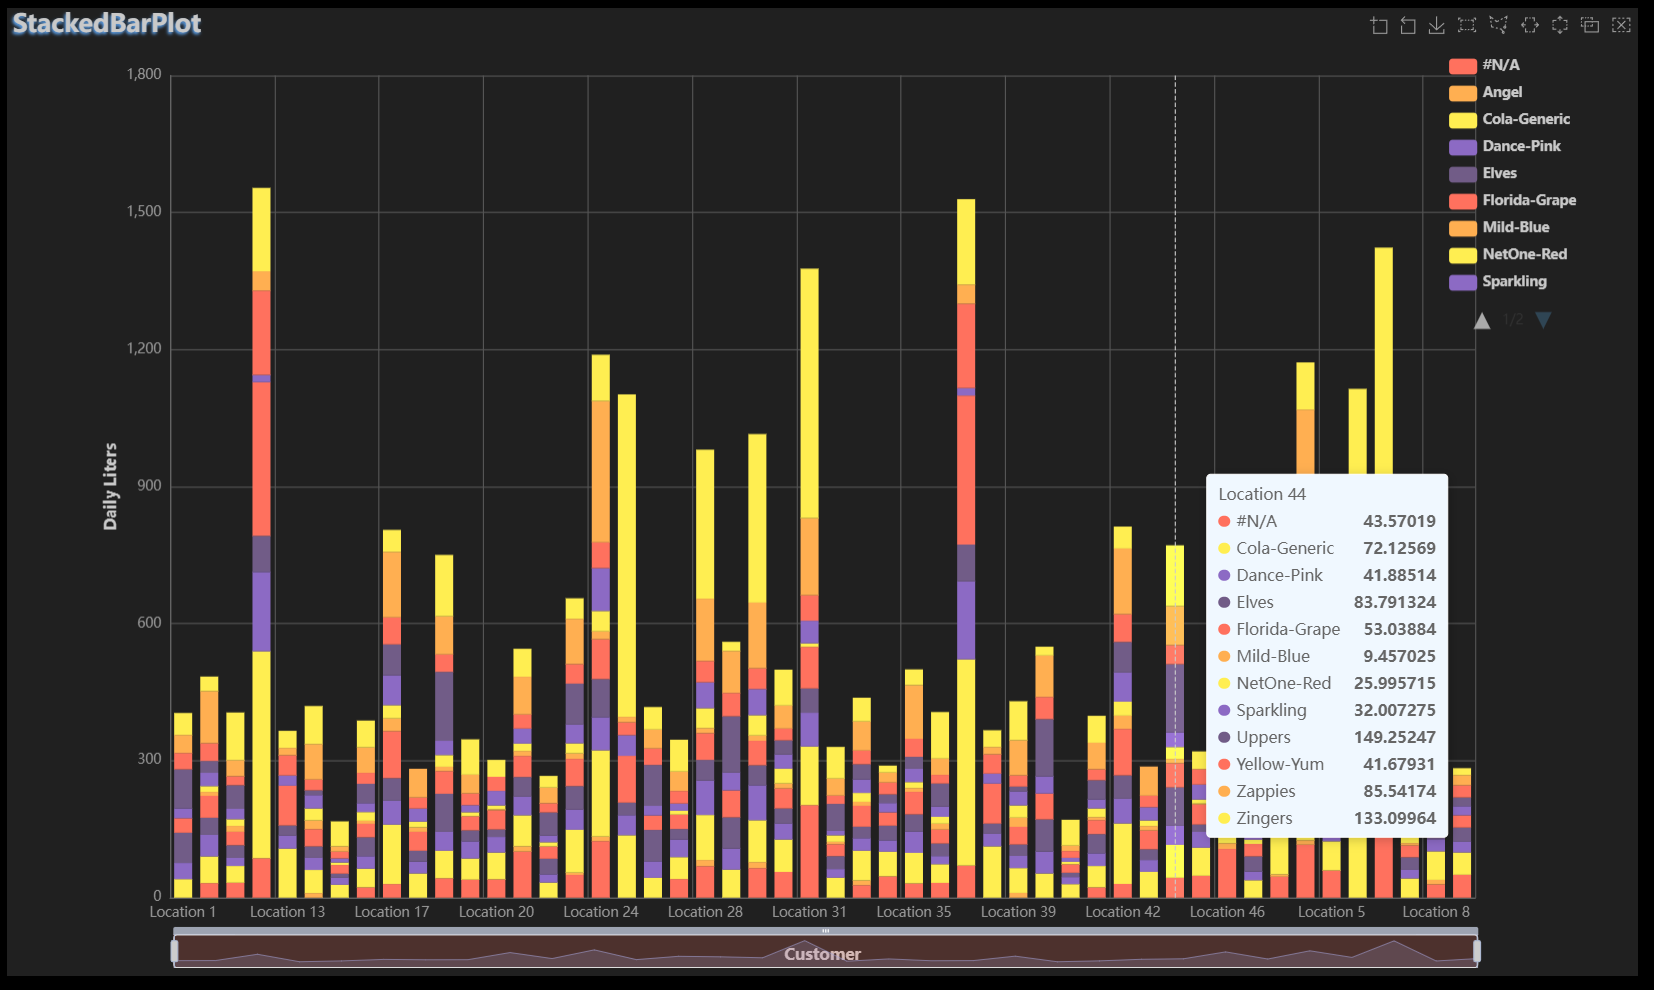 StackedBarPlot
1,800
1,500
1,200
900
600
300
0
Daily Liters
#N/A
Angel
Cola-Generic
Dance-Pink
Elves
Florida-Grape
Mild-Blue
NetOne-Red
Sparkling
1/2
Location 44
#N/A 43.57019
Cola-Generic 72.12569
Dance-Pink 41.88514
Elves 83.791324
Florida-Grape 53.03884
Mild-Blue 9.457025
NetOne-Red 25.995715
Sparkling 32.007275
Uppers 149.25247
Yellow-Yum 41.67931
Zappies 85.54174
Zingers 133.09964
Location 1 Location 13 Location 17 Location 20 Location 24 Location 28 Location 31 Location 35 Location 39 Location 42 Location 46 Location 5 Location 8
Customer